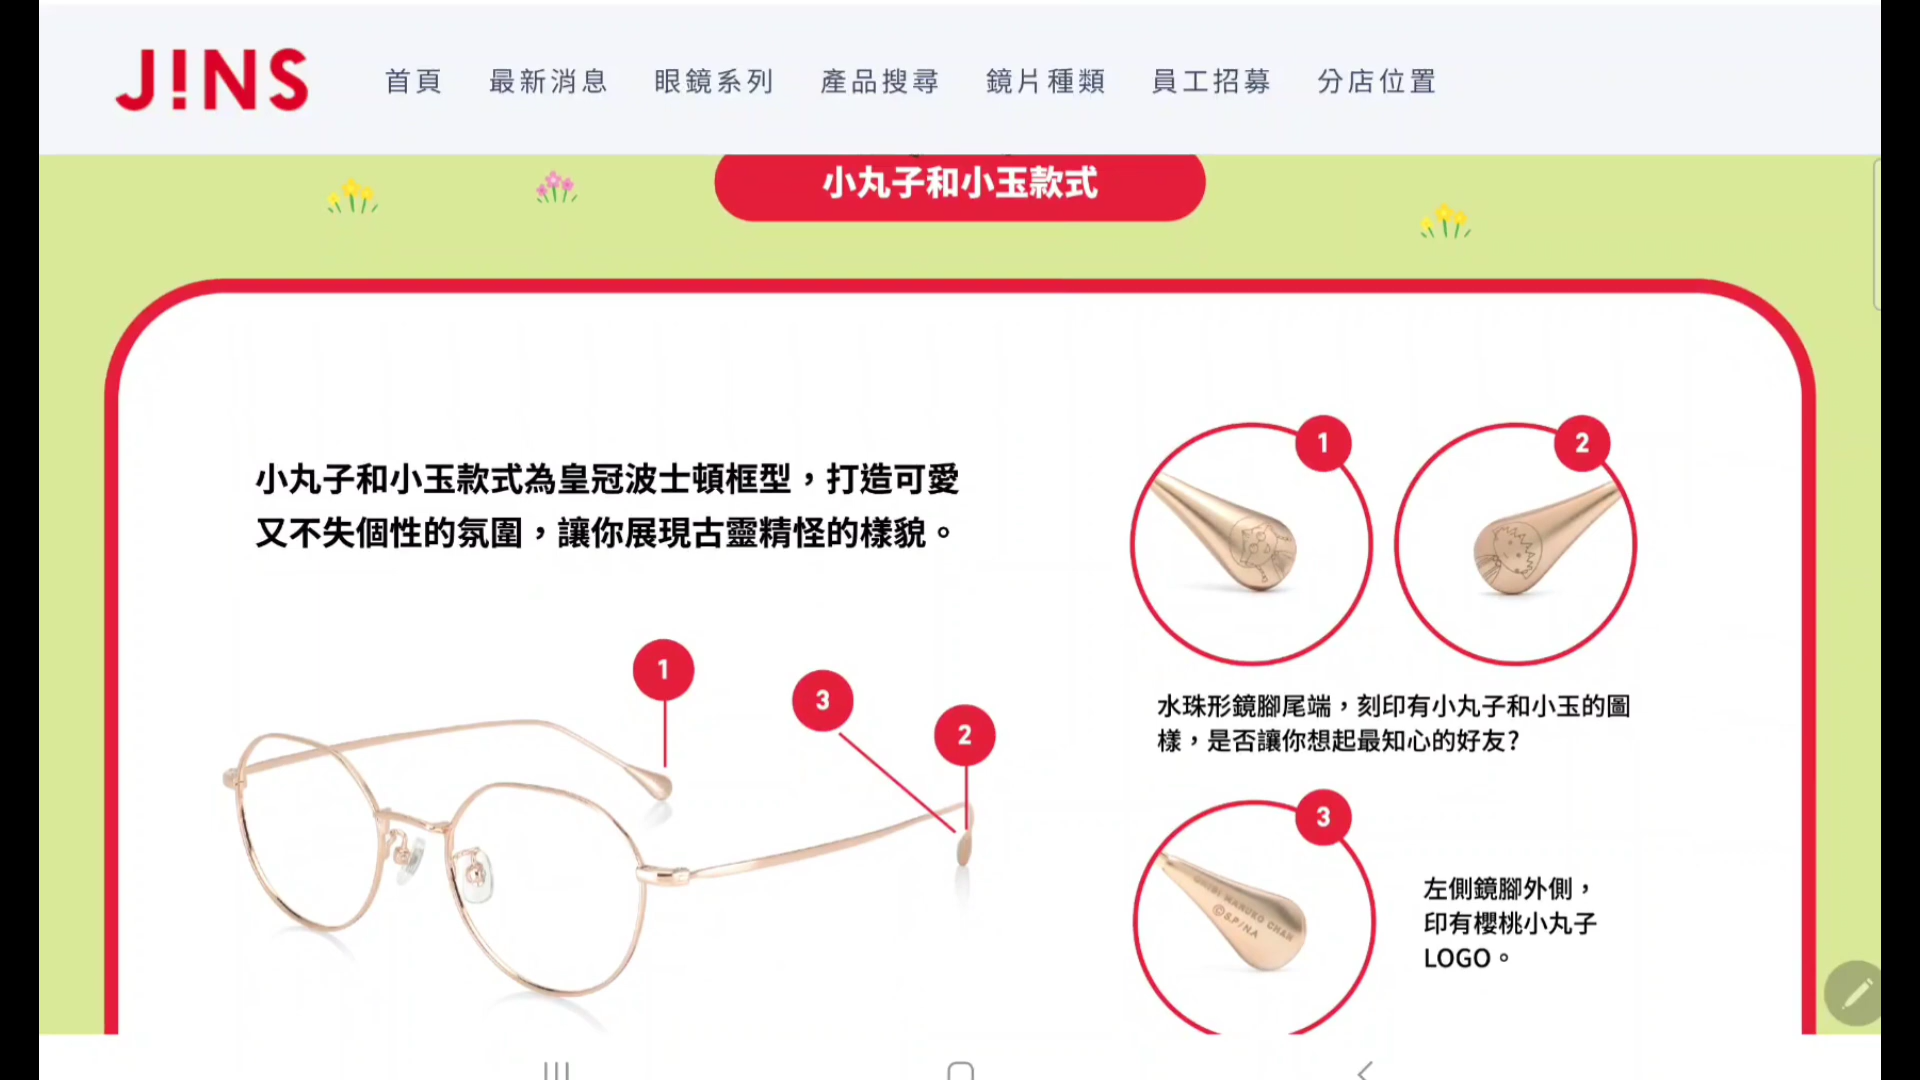 J!NS 首頁 最新消息 眼鏡系列 產品搜尋 鏡片種類 員工招募 分店位置
小丸子和小玉款式
小丸子和小玉款式為皇冠波士頓框型，打造可愛
又不失個性的氛圍，讓你展現古靈精怪的樣貌。
1
2
水珠形鏡腳尾端，刻印有小丸子和小玉的圖
樣，是否讓你想起最知心的好友?
1
3
2
3
CHIBI MARUKO CHAN
©S.P/N.A
左側鏡腳外側，
印有櫻桃小丸子
LOGO。